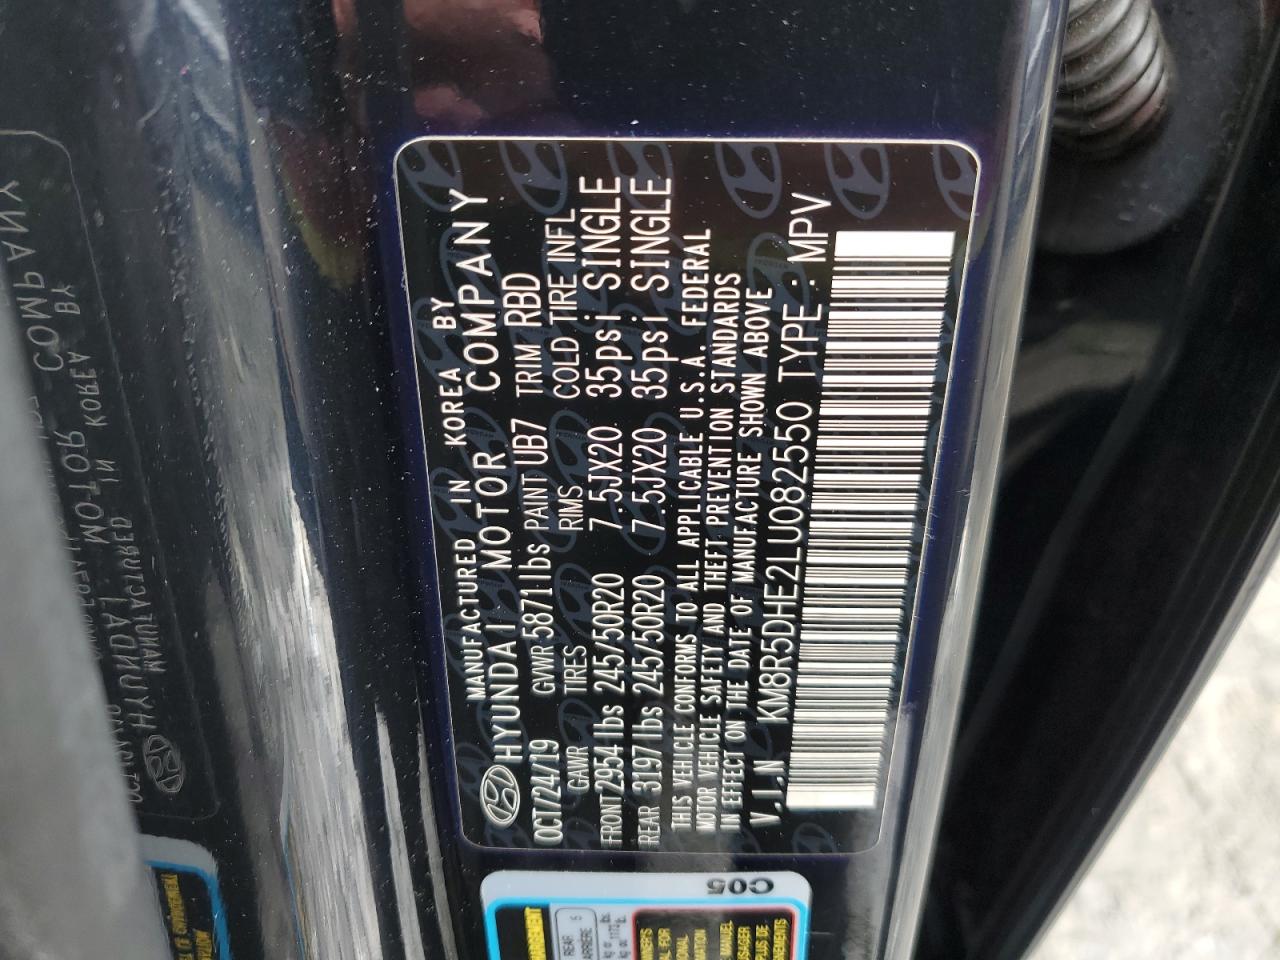 MANUFACTURED IN KOREA BY
HYUNDAI MOTOR COMPANY
OCT/24/19 GVWR 5871lbs PAINT UB7 TRIM RBD
GAWR TIRES RIMS COLD TIRE INFL
FRONT 2954lbs 245/50R20 7.5JX20 35psi SINGLE
REAR 3197lbs 245/50R20 7.5JX20 35psi SINGLE
THIS VEHICLE CONFORMS TO ALL APPLICABLE U.S.A. FEDERAL
MOTOR VEHICLE SAFETY AND THEFT PREVENTION STANDARDS
IN EFFECT ON THE DATE OF MANUFACTURE SHOWN ABOVE
V.I.N KM8R5DHE2LU082550 TYPE : MPV
C05
REAR 5